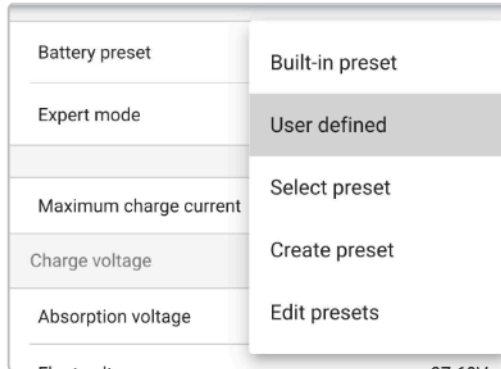 Battery preset
Expert mode
Maximum charge current
Charge voltage
Absorption voltage
Built-in preset
User defined
Select preset
Create preset
Edit presets